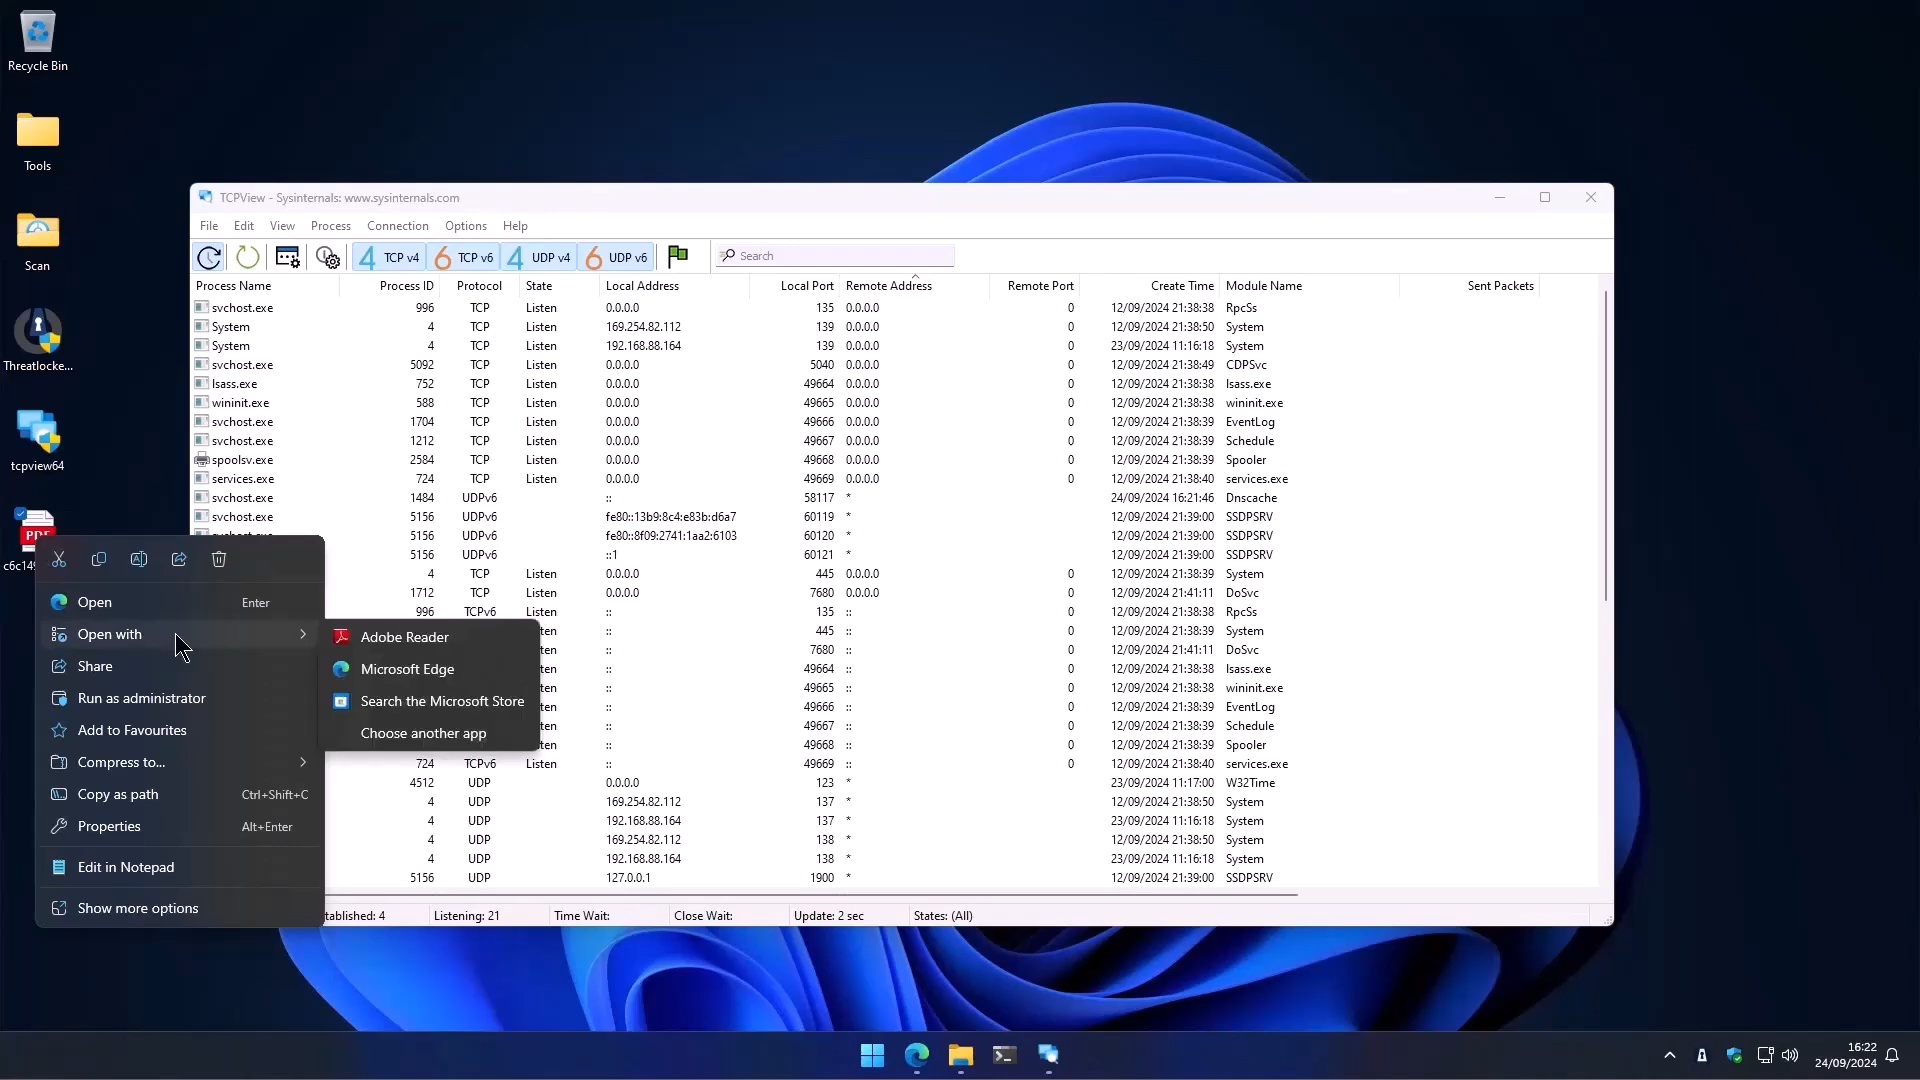 Recycle Bin
Tools
Scan
Threatlocke...
tcpview64
PDF
TCPView - Sysinternals: www.sysinternals.com
File Edit View Process Connection Options Help
4 TCP v4 6 TCP v6 4 UDP v4 6 UDP v6 Search
Process Name Process ID Protocol State Local Address Local Port Remote Address Remote Port Create Time Module Name Sent Packets
svchost.exe 996 TCP Listen 0.0.0.0 135 0.0.0.0 0 12/09/2024 21:38:38 RpcSs
System 4 TCP Listen 169.254.82.112 139 0.0.0.0 0 12/09/2024 21:38:50 System
System 4 TCP Listen 192.168.88.164 139 0.0.0.0 0 23/09/2024 11:16:18 System
svchost.exe 5092 TCP Listen 0.0.0.0 5040 0.0.0.0 0 12/09/2024 21:38:49 CDPSvc
lsass.exe 752 TCP Listen 0.0.0.0 49664 0.0.0.0 0 12/09/2024 21:38:38 lsass.exe
wininit.exe 588 TCP Listen 0.0.0.0 49665 0.0.0.0 0 12/09/2024 21:38:38 wininit.exe
svchost.exe 1704 TCP Listen 0.0.0.0 49666 0.0.0.0 0 12/09/2024 21:38:39 EventLog
svchost.exe 1212 TCP Listen 0.0.0.0 49667 0.0.0.0 0 12/09/2024 21:38:39 Schedule
spoolsv.exe 2584 TCP Listen 0.0.0.0 49668 0.0.0.0 0 12/09/2024 21:38:39 Spooler
services.exe 724 TCP Listen 0.0.0.0 49669 0.0.0.0 0 12/09/2024 21:38:40 services.exe
svchost.exe 1484 UDPv6 :: 58117 * 24/09/2024 16:21:46 Dnscache
svchost.exe 5156 UDPv6 fe80::13b9:8c4:e83b:d6a7 60119 * 12/09/2024 21:39:00 SSDPSRV
svchost.exe 5156 UDPv6 fe80::8f09:2741:1aa2:6103 60120 * 12/09/2024 21:39:00 SSDPSRV
5156 UDPv6 ::1 60121 * 12/09/2024 21:39:00 SSDPSRV
4 TCP Listen 0.0.0.0 445 0.0.0.0 0 12/09/2024 21:38:39 System
1712 TCP Listen 0.0.0.0 7680 0.0.0.0 0 12/09/2024 21:41:11 DoSvc
996 TCPv6 Listen :: 135 :: 0 12/09/2024 21:38:38 RpcSs
ten :: 445 :: 0 12/09/2024 21:38:39 System
ten :: 7680 :: 0 12/09/2024 21:41:11 DoSvc
ten :: 49664 :: 0 12/09/2024 21:38:38 lsass.exe
ten :: 49665 :: 0 12/09/2024 21:38:38 wininit.exe
ten :: 49666 :: 0 12/09/2024 21:38:39 EventLog
ten :: 49667 :: 0 12/09/2024 21:38:39 Schedule
ten :: 49668 :: 0 12/09/2024 21:38:39 Spooler
724 TCPv6 Listen :: 49669 :: 0 12/09/2024 21:38:40 services.exe
4512 UDP 0.0.0.0 123 * 23/09/2024 11:17:00 W32Time
4 UDP 169.254.82.112 137 * 12/09/2024 21:38:50 System
4 UDP 192.168.88.164 137 * 23/09/2024 11:16:18 System
4 UDP 169.254.82.112 138 * 12/09/2024 21:38:50 System
4 UDP 192.168.88.164 138 * 23/09/2024 11:16:18 System
5156 UDP 127.0.0.1 1900 * 12/09/2024 21:39:00 SSDPSRV
tablished: 4 Listening: 21 Time Wait: Close Wait: Update: 2 sec States: (All)
c6c149
Open Enter
Open with
Share
Run as administrator
Add to Favourites
Compress to...
Copy as path Ctrl+Shift+C
Properties Alt+Enter
Edit in Notepad
Show more options
Adobe Reader
Microsoft Edge
Search the Microsoft Store
Choose another app
16:22
24/09/2024